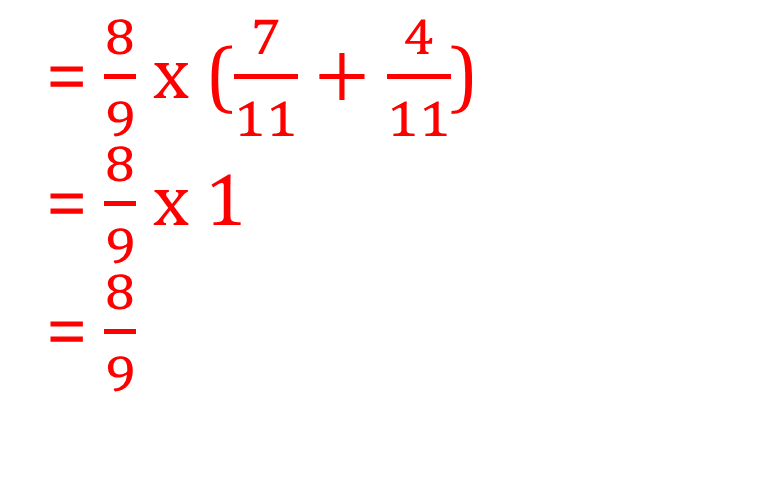 = 8/9 x (7/11 + 4/11)
= 8/9 x 1
= 8/9